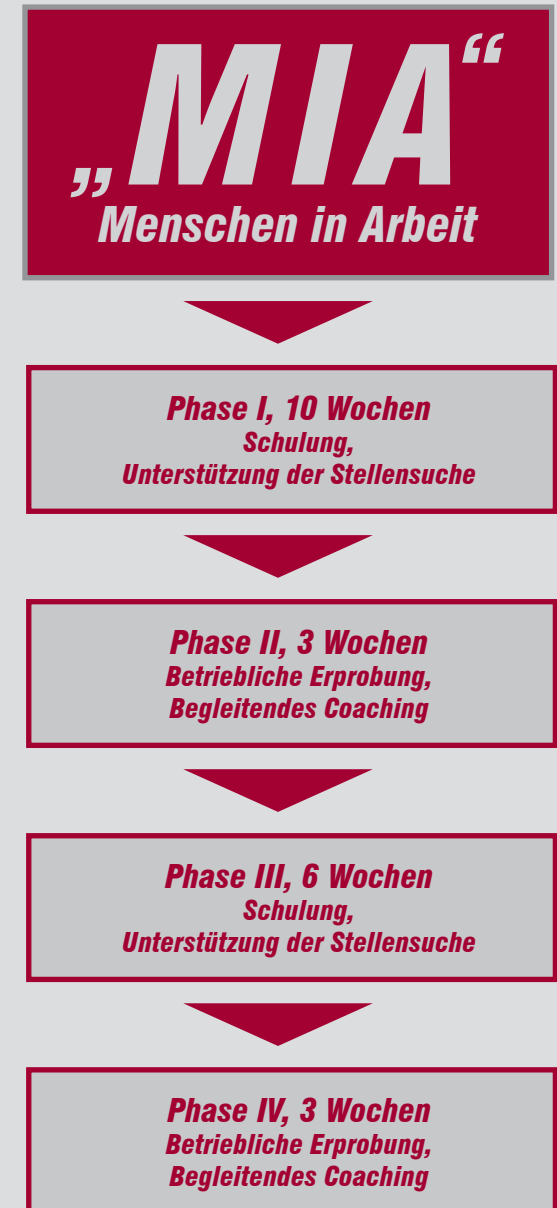 „MIA“
Menschen in Arbeit
Phase I, 10 Wochen
Schulung,
Unterstützung der Stellensuche
Phase II, 3 Wochen
Betriebliche Erprobung,
Begleitendes Coaching
Phase III, 6 Wochen
Schulung,
Unterstützung der Stellensuche
Phase IV, 3 Wochen
Betriebliche Erprobung,
Begleitendes Coaching